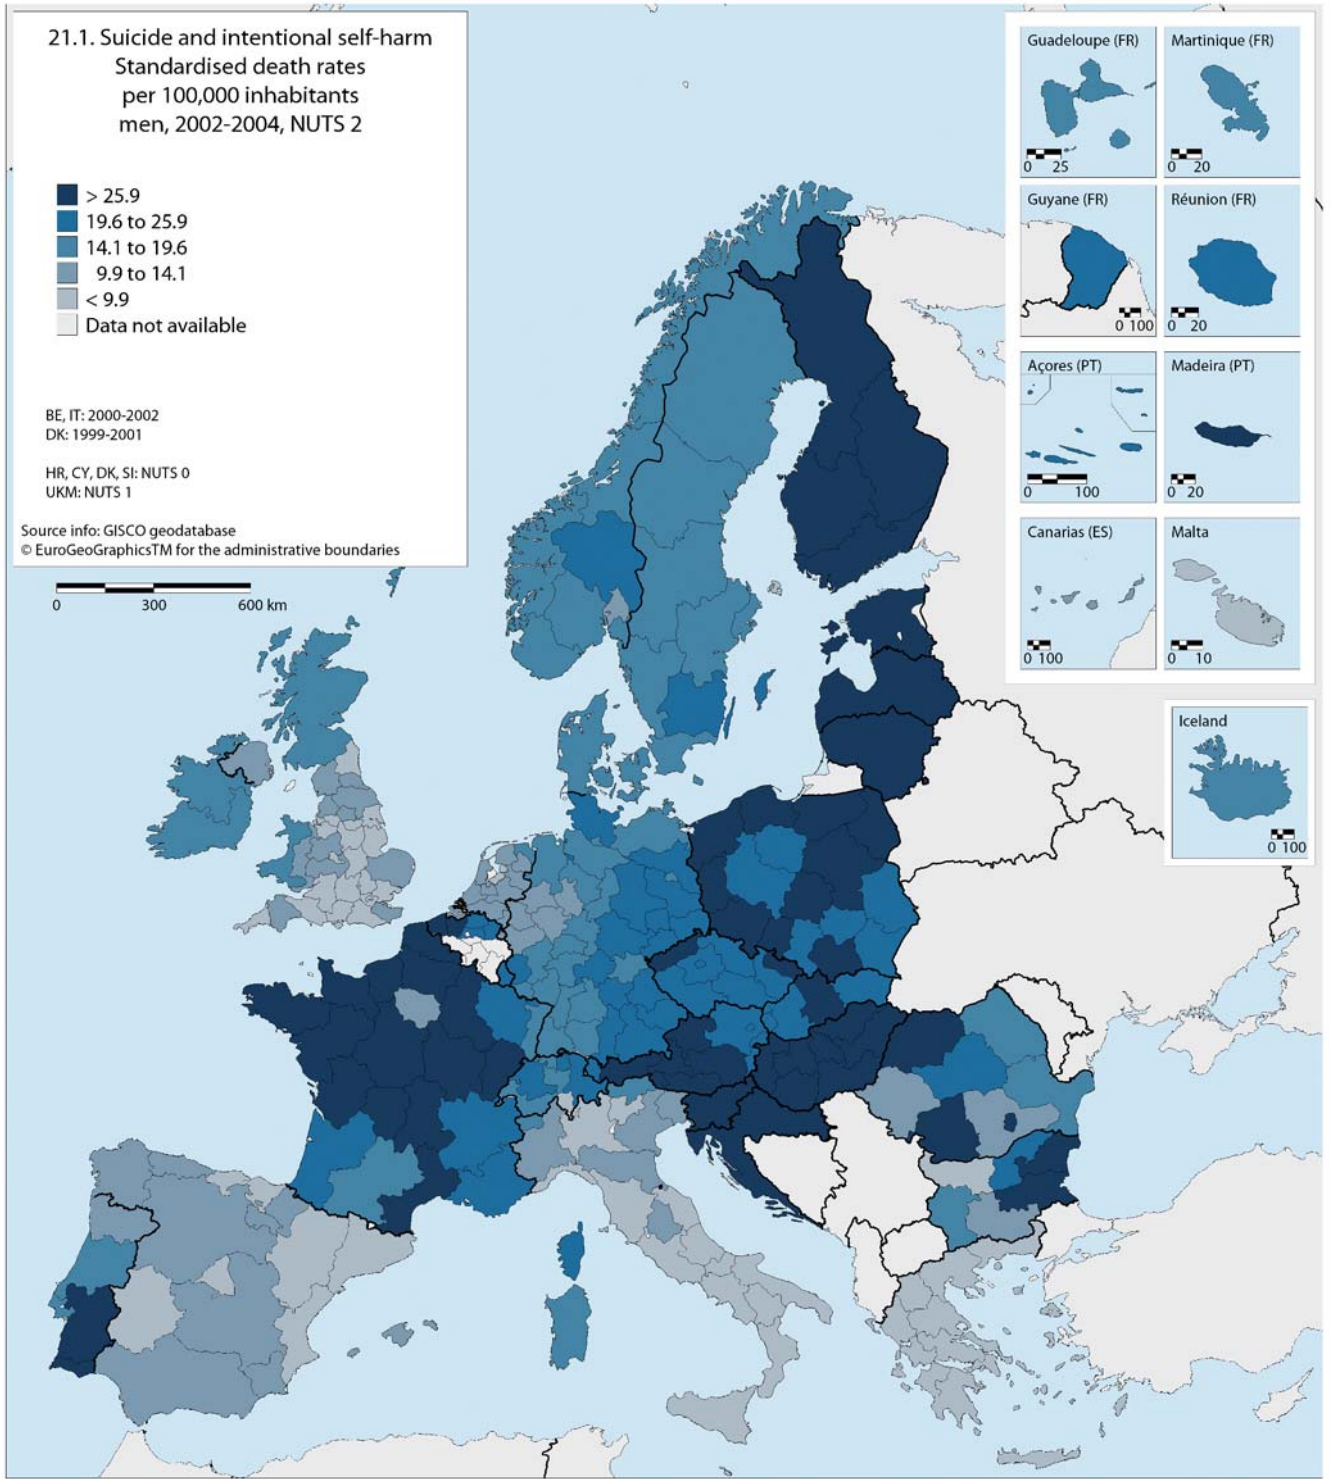 21.1. Suicide and intentional self-harm
Standardised death rates
per 100,000 inhabitants
men, 2002-2004, NUTS 2
> 25.9
19.6 to 25.9
14.1 to 19.6
9.9 to 14.1
< 9.9
Data not available
BE, IT: 2000-2002
DK: 1999-2001
HR, CY, DK, SI: NUTS 0
UKM: NUTS 1
Source info: GISCO geodatabase
© EuroGeoGraphicsTM for the administrative boundaries
0 300 600 km
Guadeloupe (FR)
0 25
Martinique (FR)
0 20
Guyane (FR)
0 100
Réunion (FR)
0 20
Açores (PT)
0 100
Madeira (PT)
0 20
Canarias (ES)
0 100
Malta
0 10
Iceland
0 100